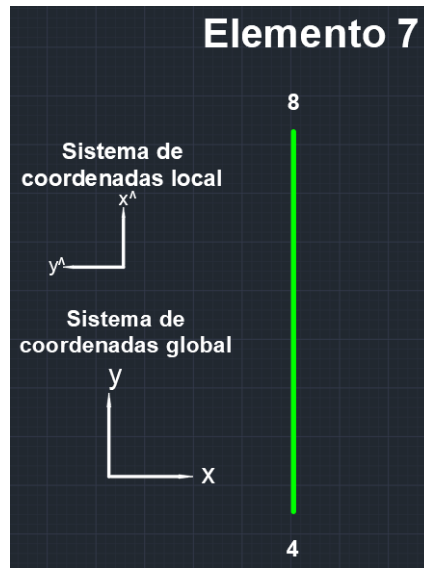 Elemento 7
8
Sistema de
coordenadas local
x^
y^
Sistema de
coordenadas global
y
x
4